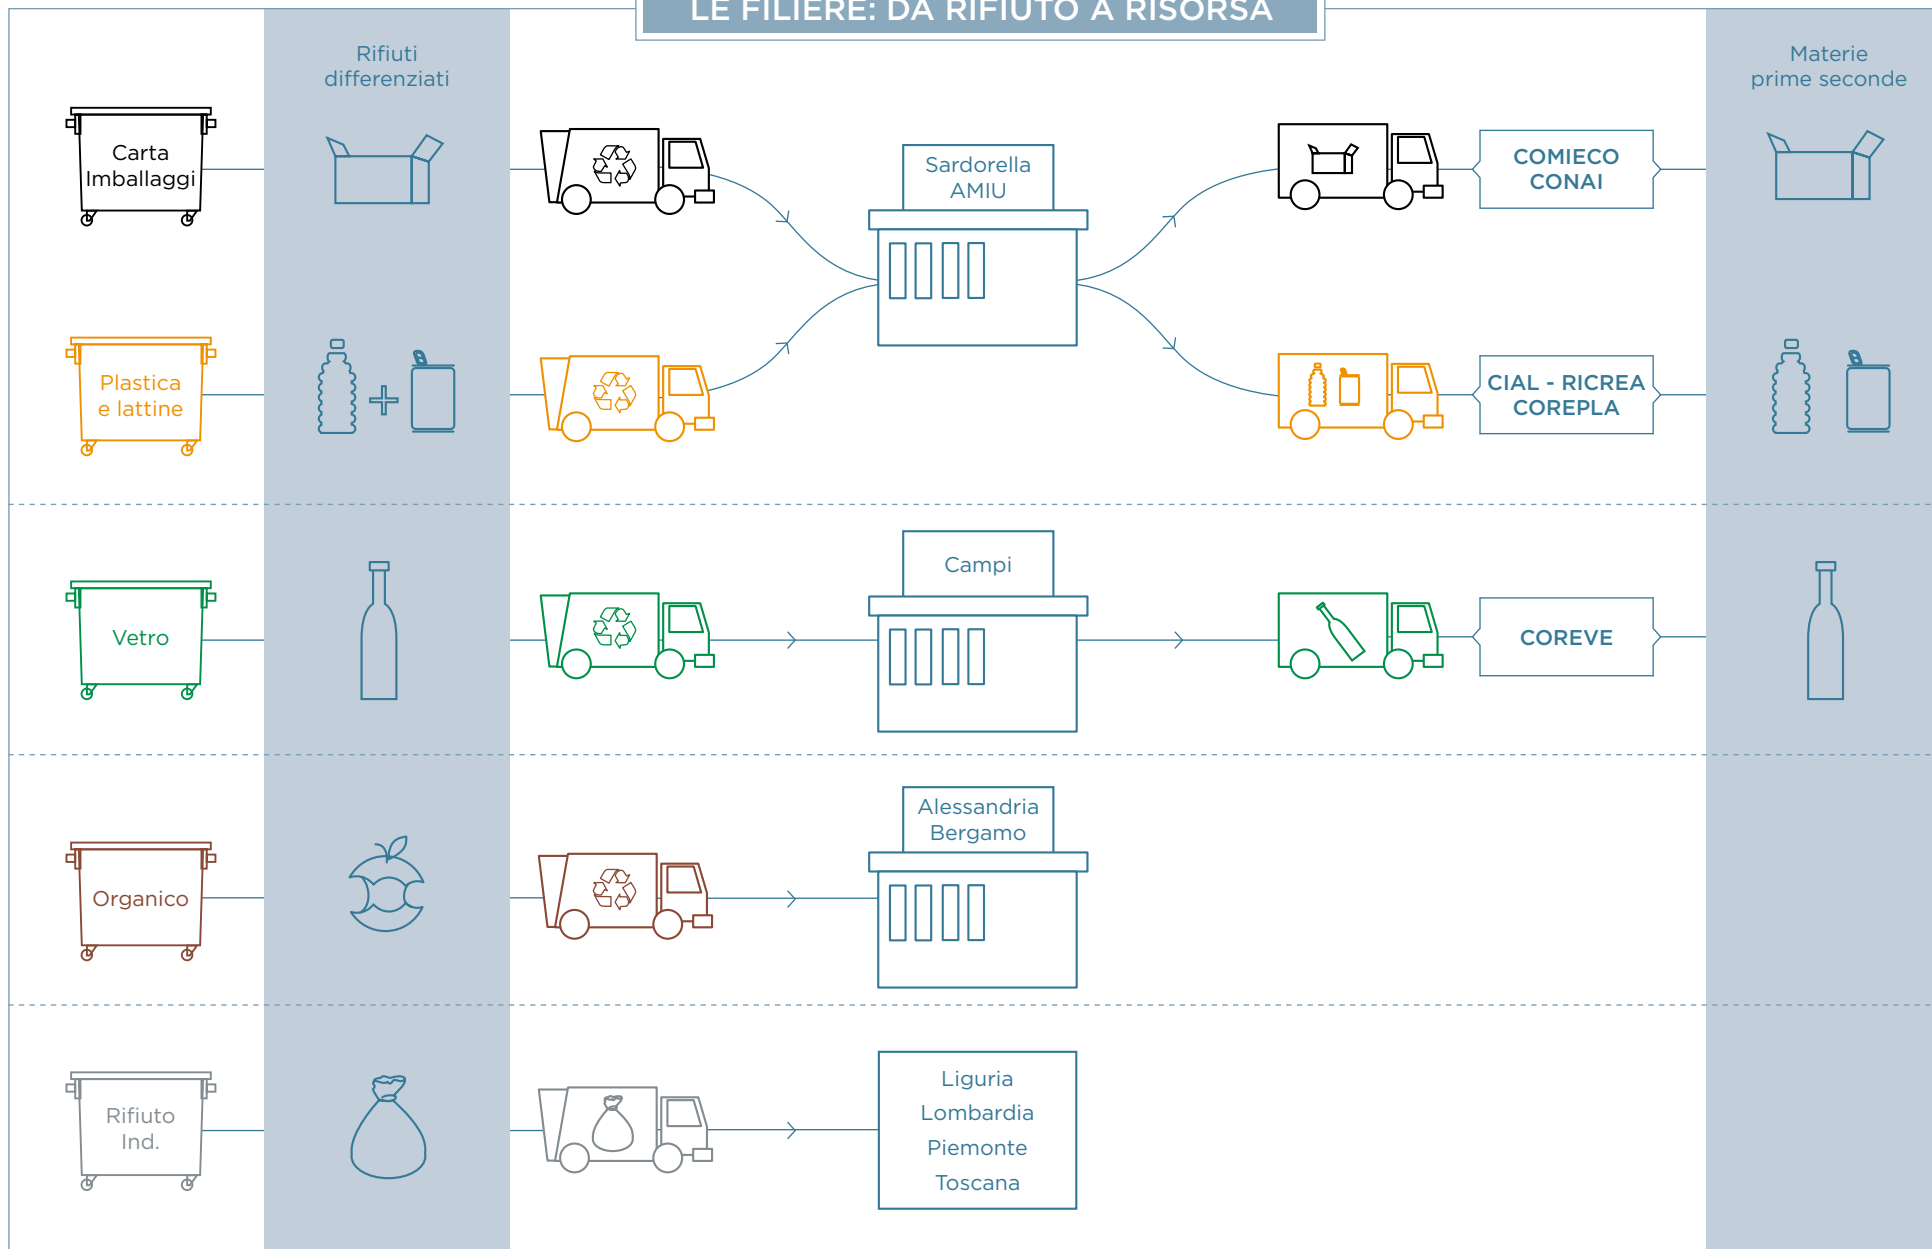 LE FILIERE: DA RIFIUTO A RISORSA
Rifiuti
differenziati
Materie
prime seconde
Carta
Imballaggi
Sardorella
AMIU
COMIECO
CONAI
Plastica
e lattine
CIAL - RICREA
COREPLA
Vetro
Campi
COREVE
Organico
Alessandria
Bergamo
Rifiuto
Ind.
Liguria
Lombardia
Piemonte
Toscana